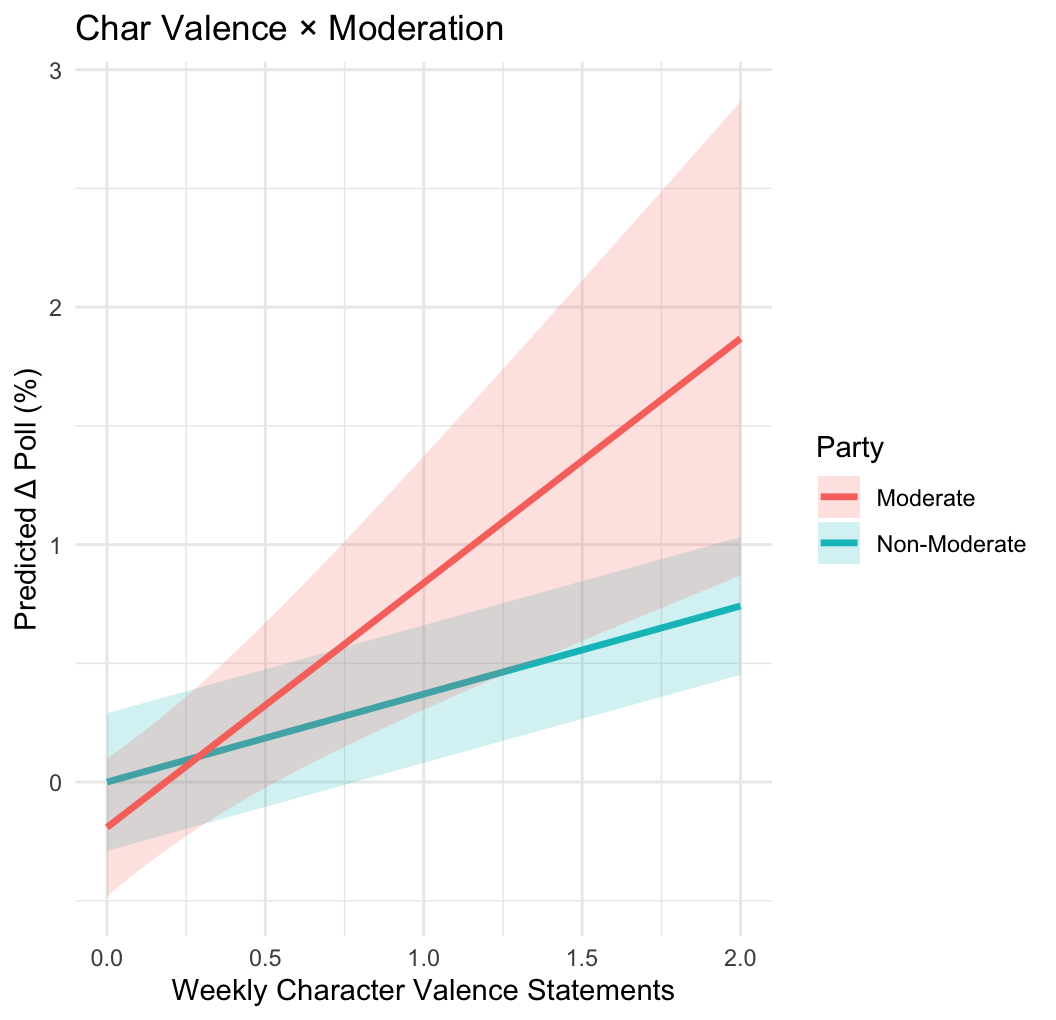 Char Valence × Moderation
3
2
1
0
Predicted Δ Poll (%)
0.0 0.5 1.0 1.5 2.0
Weekly Character Valence Statements
Party
Moderate
Non-Moderate